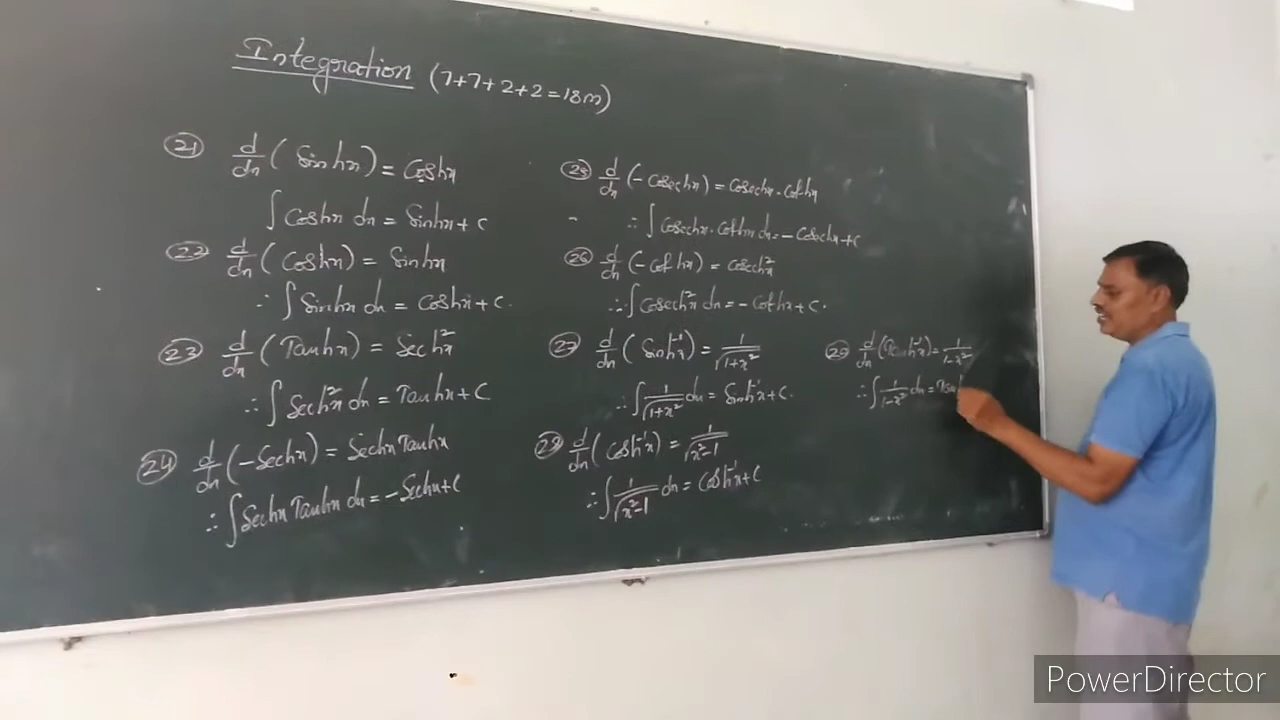 Integration (7+7+2+2=18m)
21 d/dx (Sinhx) = Coshx
∫ Coshx dx = Sinhx + C
22 d/dx (Coshx) = Sinhx
∴ ∫ Sinhx dx = Coshx + C.
23 d/dx (Tanhx) = Sech²x
∴ ∫ Sech²x dx = Tanhx + C
24 d/dx (-Sechx) = Sechx Tanhx
∴ ∫ Sechx Tanhx dx = -Sechx + C
25 d/dx (-Cosechx) = Cosechx . Cothx
∴ ∫ Cosechx . Cothx dx = -Cosechx + C
26 d/dx (-Cothx) = Cosech²x
∴ ∫ Cosech²x dx = -Cothx + C.
27 d/dx (Sinh⁻¹x) = 1/√(1+x²)
∴ ∫ 1/√(1+x²) dx = Sinh⁻¹x + C.
28 d/dx (Cosh⁻¹x) = 1/√(x²-1)
∴ ∫ 1/√(x²-1) dx = Cosh⁻¹x + C
29 d/dx (Tanh⁻¹x) = 1/1-x²
∴ ∫ 1/1-x² dx =
PowerDirector